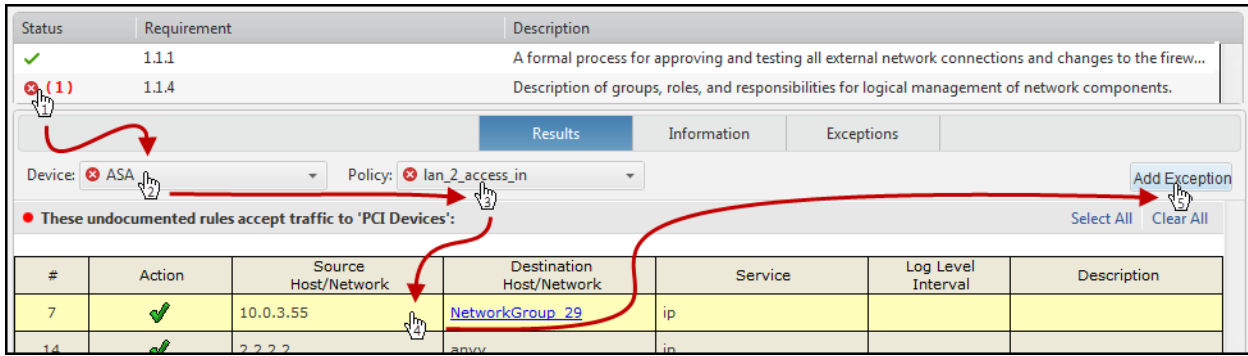 Status Requirement Description
1.1.1 A formal process for approving and testing all external network connections and changes to the firew...
(1) 1.1.4 Description of groups, roles, and responsibilities for logical management of network components.
1
Results Information Exceptions
Device: ASA Policy: lan_2_access_in Add Exception
2 3 5
These undocumented rules accept traffic to 'PCI Devices': Select All Clear All
# Action Source Host/Network Destination Host/Network Service Log Level Interval Description
7 10.0.3.55 NetworkGroup_29 ip
4
14 2.2.2.2 anyy ip